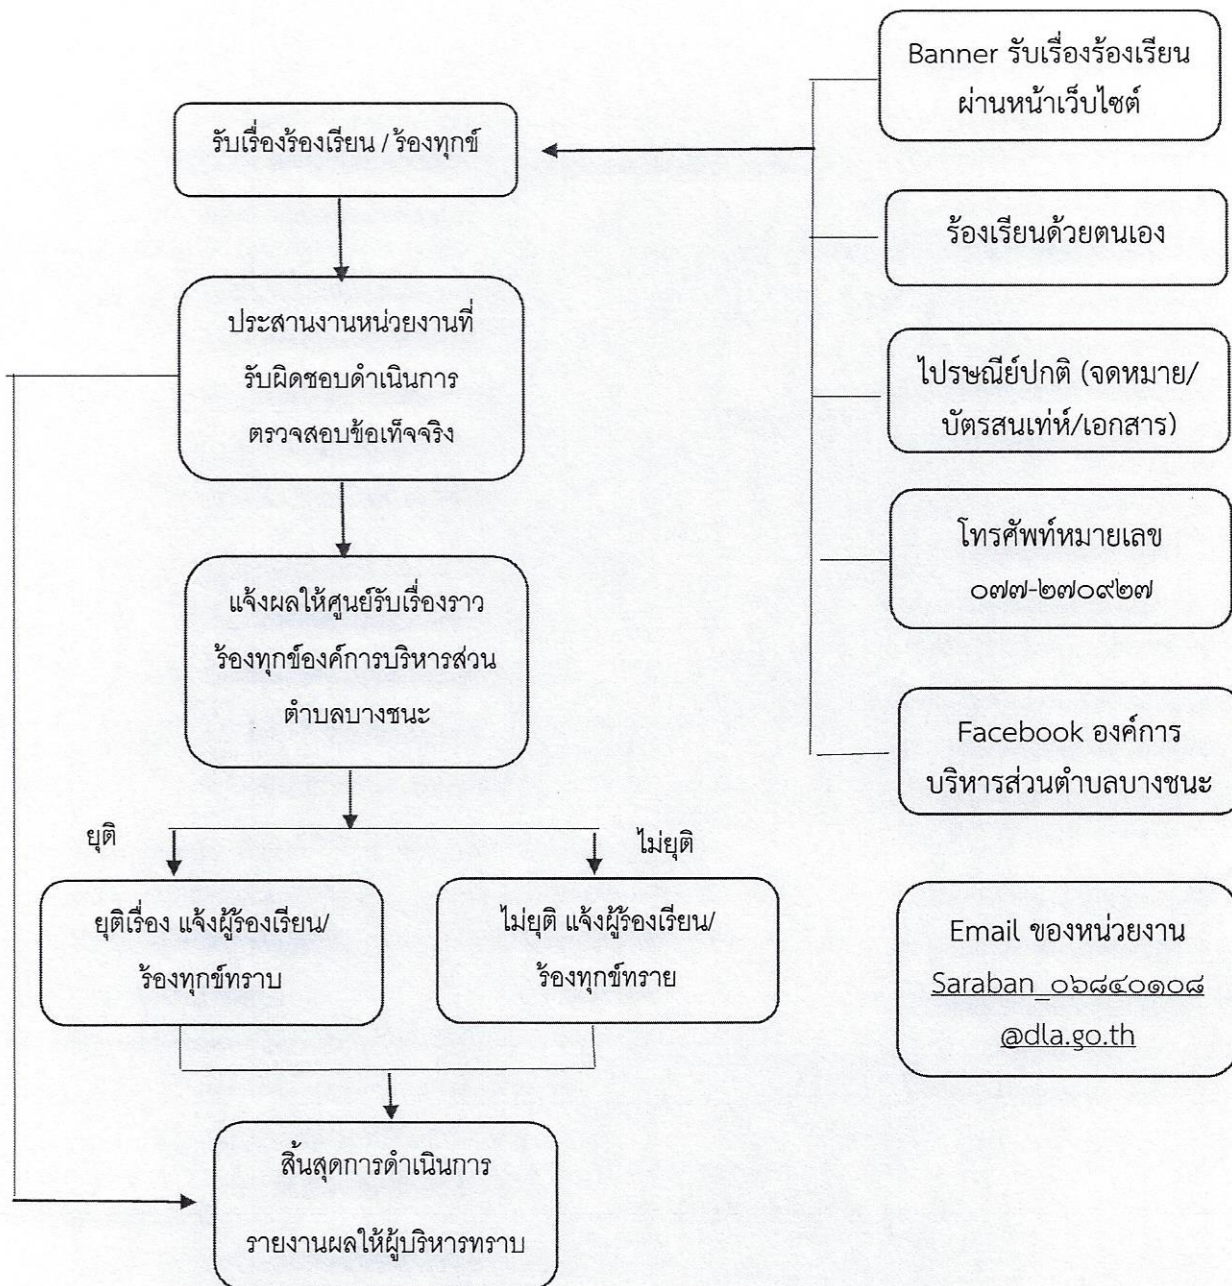 รับเรื่องร้องเรียน / ร้องทุกข์
ประสานงานหน่วยงานที่
รับผิดชอบดำเนินการ
ตรวจสอบข้อเท็จจริง
แจ้งผลให้ศูนย์รับเรื่องราว
ร้องทุกข์องค์การบริหารส่วน
ตำบลบางชนะ
ยุติ
ไม่ยุติ
ยุติเรื่อง แจ้งผู้ร้องเรียน/
ร้องทุกข์ทราบ
ไม่ยุติ แจ้งผู้ร้องเรียน/
ร้องทุกข์ทราย
สิ้นสุดการดำเนินการ
รายงานผลให้ผู้บริหารทราบ
Banner รับเรื่องร้องเรียน
ผ่านหน้าเว็บไซต์
ร้องเรียนด้วยตนเอง
ไปรษณีย์ปกติ (จดหมาย/
บัตรสนเท่ห์/เอกสาร)
โทรศัพท์หมายเลข
๐๗๗-๒๗๐๙๒๗
Facebook องค์การ
บริหารส่วนตำบลบางชนะ
Email ของหน่วยงาน
Saraban_๐๖๘๔๐๑๐๘
@dla.go.th